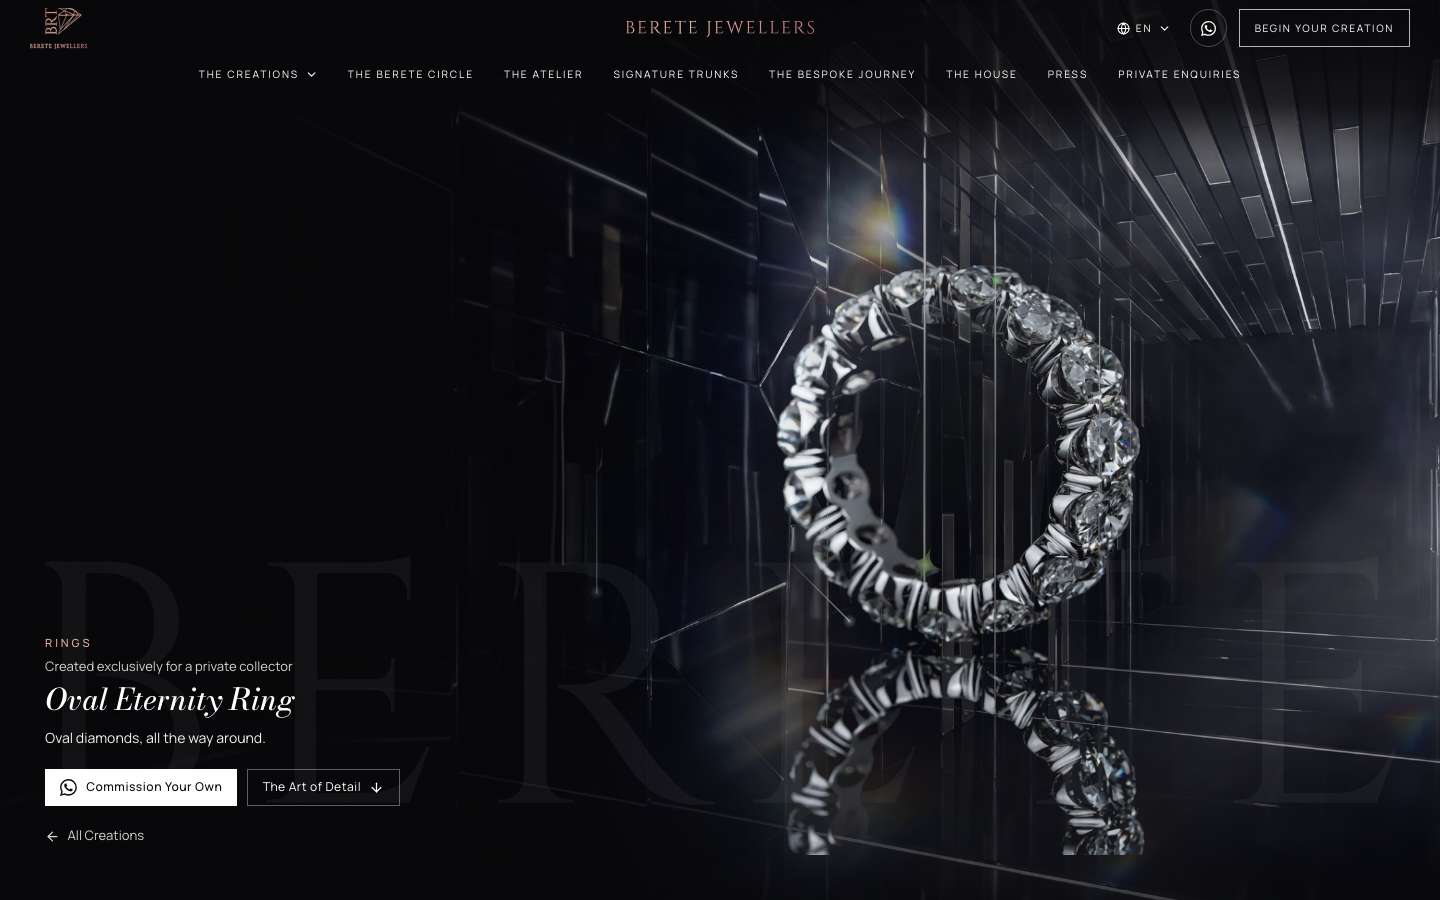 BRT
BERETE JEWELLERS
BERETE JEWELLERS
EN
BEGIN YOUR CREATION
THE CREATIONS
THE BERETE CIRCLE
THE ATELIER
SIGNATURE TRUNKS
THE BESPOKE JOURNEY
THE HOUSE
PRESS
PRIVATE ENQUIRIES
BERETE
RINGS
Created exclusively for a private collector
Oval Eternity Ring
Oval diamonds, all the way around.
Commission Your Own
The Art of Detail
All Creations